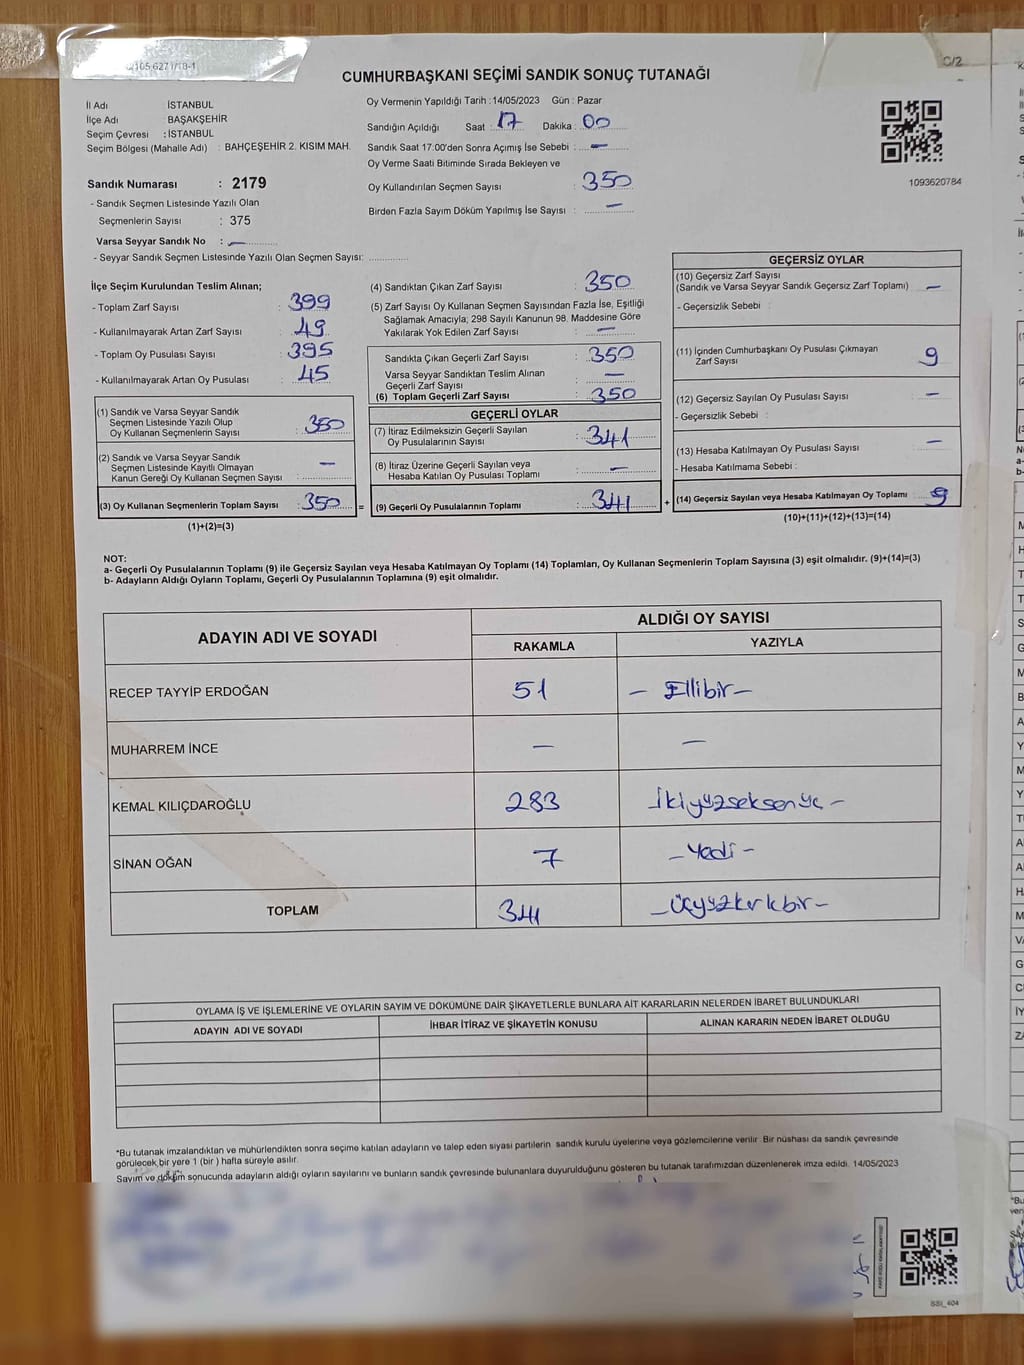 C/2
CUMHURBAŞKANI SEÇİMİ SANDIK SONUÇ TUTANAĞI
İl Adı : İSTANBUL
İlçe Adı : BAŞAKŞEHİR
Seçim Çevresi : İSTANBUL
Seçim Bölgesi (Mahalle Adı) : BAHÇEŞEHİR 2. KISIM MAH.
Sandık Numarası : 2179
- Sandık Seçmen Listesinde Yazılı Olan
Seçmenlerin Sayısı : 375
Varsa Seyyar Sandık No : —
- Seyyar Sandık Seçmen Listesinde Yazılı Olan Seçmen Sayısı:
Oy Vermenin Yapıldığı Tarih :14/05/2023 Gün : Pazar
Sandığın Açıldığı Saat : 17 Dakika : 00
Sandık Saat 17:00'den Sonra Açımış İse Sebebi : —
Oy Verme Saati Bitiminde Sırada Bekleyen ve
Oy Kullandırılan Seçmen Sayısı : 350
Birden Fazla Sayım Döküm Yapılmış İse Sayısı : —
1093620784
İlçe Seçim Kurulundan Teslim Alınan;
- Toplam Zarf Sayısı : 399
- Kullanılmayarak Artan Zarf Sayısı : 49
- Toplam Oy Pusulası Sayısı : 395
- Kullanılmayarak Artan Oy Pusulası : 45
(1) Sandık ve Varsa Seyyar Sandık
Seçmen Listesinde Yazılı Olup
Oy Kullanan Seçmenlerin Sayısı : 350
(2) Sandık ve Varsa Seyyar Sandık
Seçmen Listesinde Kayıtlı Olmayan
Kanun Gereği Oy Kullanan Seçmen Sayısı : —
(3) Oy Kullanan Seçmenlerin Toplam Sayısı : 350 =
(1)+(2)=(3)
(4) Sandıktan Çıkan Zarf Sayısı : 350
(5) Zarf Sayısı Oy Kullanan Seçmen Sayısından Fazla İse, Eşitliği
Sağlamak Amacıyla, 298 Sayılı Kanunun 98. Maddesine Göre
Yakılarak Yok Edilen Zarf Sayısı : —
Sandıkta Çıkan Geçerli Zarf Sayısı : 350
Varsa Seyyar Sandıktan Teslim Alınan
Geçerli Zarf Sayısı : —
(6) Toplam Geçerli Zarf Sayısı : 350
GEÇERLİ OYLAR
(7) İtiraz Edilmeksizin Geçerli Sayılan
Oy Pusulalarının Sayısı : 341
(8) İtiraz Üzerine Geçerli Sayılan veya
Hesaba Katılan Oy Pusulası Toplamı : —
(9) Geçerli Oy Pusulalarının Toplamı : 341 +
GEÇERSİZ OYLAR
(10) Geçersiz Zarf Sayısı
(Sandık ve Varsa Seyyar Sandık Geçersiz Zarf Toplamı) —
- Geçersizlik Sebebi :
(11) İçinden Cumhurbaşkanı Oy Pusulası Çıkmayan
Zarf Sayısı 9
(12) Geçersiz Sayılan Oy Pusulası Sayısı —
- Geçersizlik Sebebi :
(13) Hesaba Katılmayan Oy Pusulası Sayısı —
- Hesaba Katılmama Sebebi :
(14) Geçersiz Sayılan veya Hesaba Katılmayan Oy Toplamı 9
(10)+(11)+(12)+(13)=(14)
NOT:
a- Geçerli Oy Pusulalarının Toplamı (9) ile Geçersiz Sayılan veya Hesaba Katılmayan Oy Toplamı (14) Toplamları, Oy Kullanan Seçmenlerin Toplam Sayısına (3) eşit olmalıdır. (9)+(14)=(3)
b- Adayların Aldığı Oyların Toplamı, Geçerli Oy Pusulalarının Toplamına (9) eşit olmalıdır.
ADAYIN ADI VE SOYADI ALDIĞI OY SAYISI
RAKAMLA YAZIYLA
RECEP TAYYİP ERDOĞAN 51 – Ellibir –
MUHARREM İNCE — —
KEMAL KILIÇDAROĞLU 283 İkiyüzseksenüç –
SİNAN OĞAN 7 – Yedi –
TOPLAM 341 – Üçyüzkırkbir –
OYLAMA İŞ VE İŞLEMLERİNE VE OYLARIN SAYIM VE DÖKÜMÜNE DAİR ŞİKAYETLERLE BUNLARA AİT KARARLARIN NELERDEN İBARET BULUNDUKLARI
ADAYIN ADI VE SOYADI İHBAR İTİRAZ VE ŞİKAYETİN KONUSU ALINAN KARARIN NEDEN İBARET OLDUĞU
*Bu tutanak imzalandıktan ve mühürlendikten sonra seçime katılan adayların ve talep eden siyasi partilerin sandık kurulu üyelerine veya gözlemcilerine verilir. Bir nüshası da sandık çevresinde
görülecek bir yere 1 (bir ) hafta süreyle asılır.
Sayım ve döküm sonucunda adayların aldığı oyların sayılarını ve bunların sandık çevresinde bulunanlara duyurulduğunu gösteren bu tutanak tarafımızdan düzenlenerek imza edildi. 14/05/2023
SSI_404